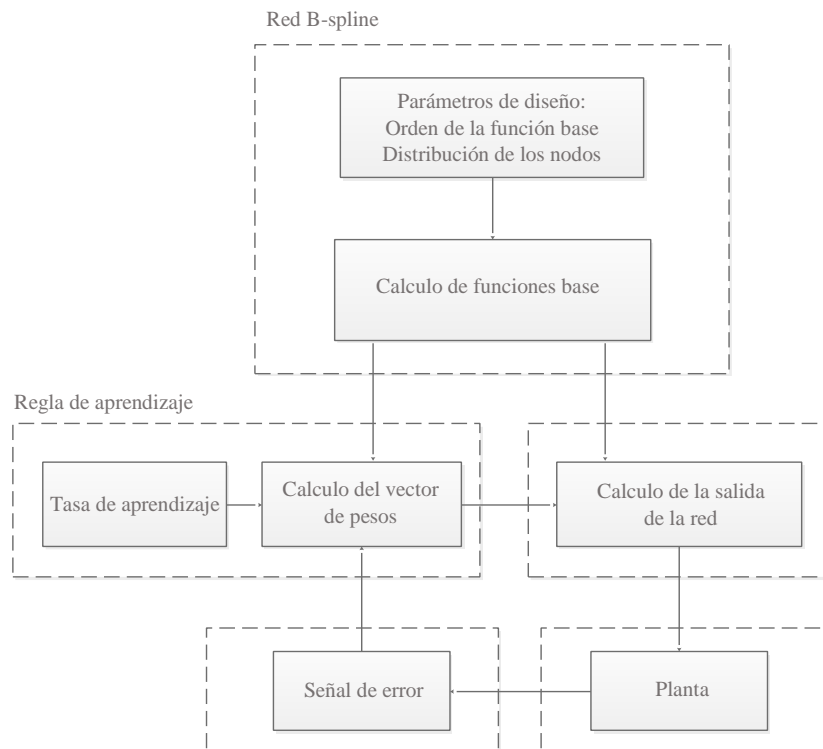 Red B-spline
Parámetros de diseño:
Orden de la función base
Distribución de los nodos
Calculo de funciones base
Regla de aprendizaje
Tasa de aprendizaje
Calculo del vector
de pesos
Calculo de la salida
de la red
Señal de error
Planta